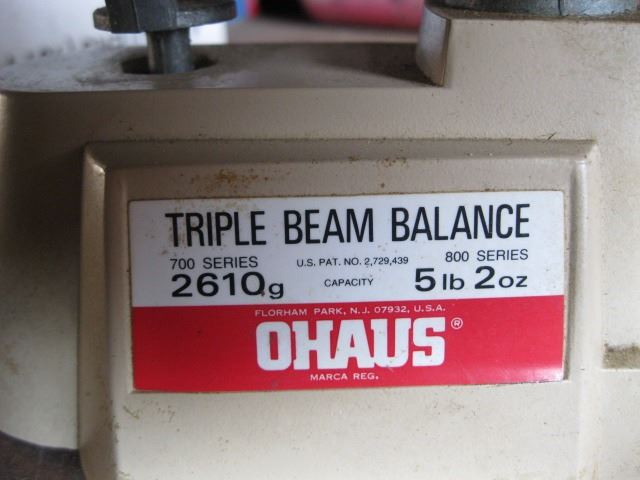 TRIPLE BEAM BALANCE
700 SERIES U.S. PAT. NO. 2,729,439 800 SERIES
2610g CAPACITY 5 lb 2 oz
FLORHAM PARK, N.J. 07932, U.S.A.
OHAUS®
MARCA REG.